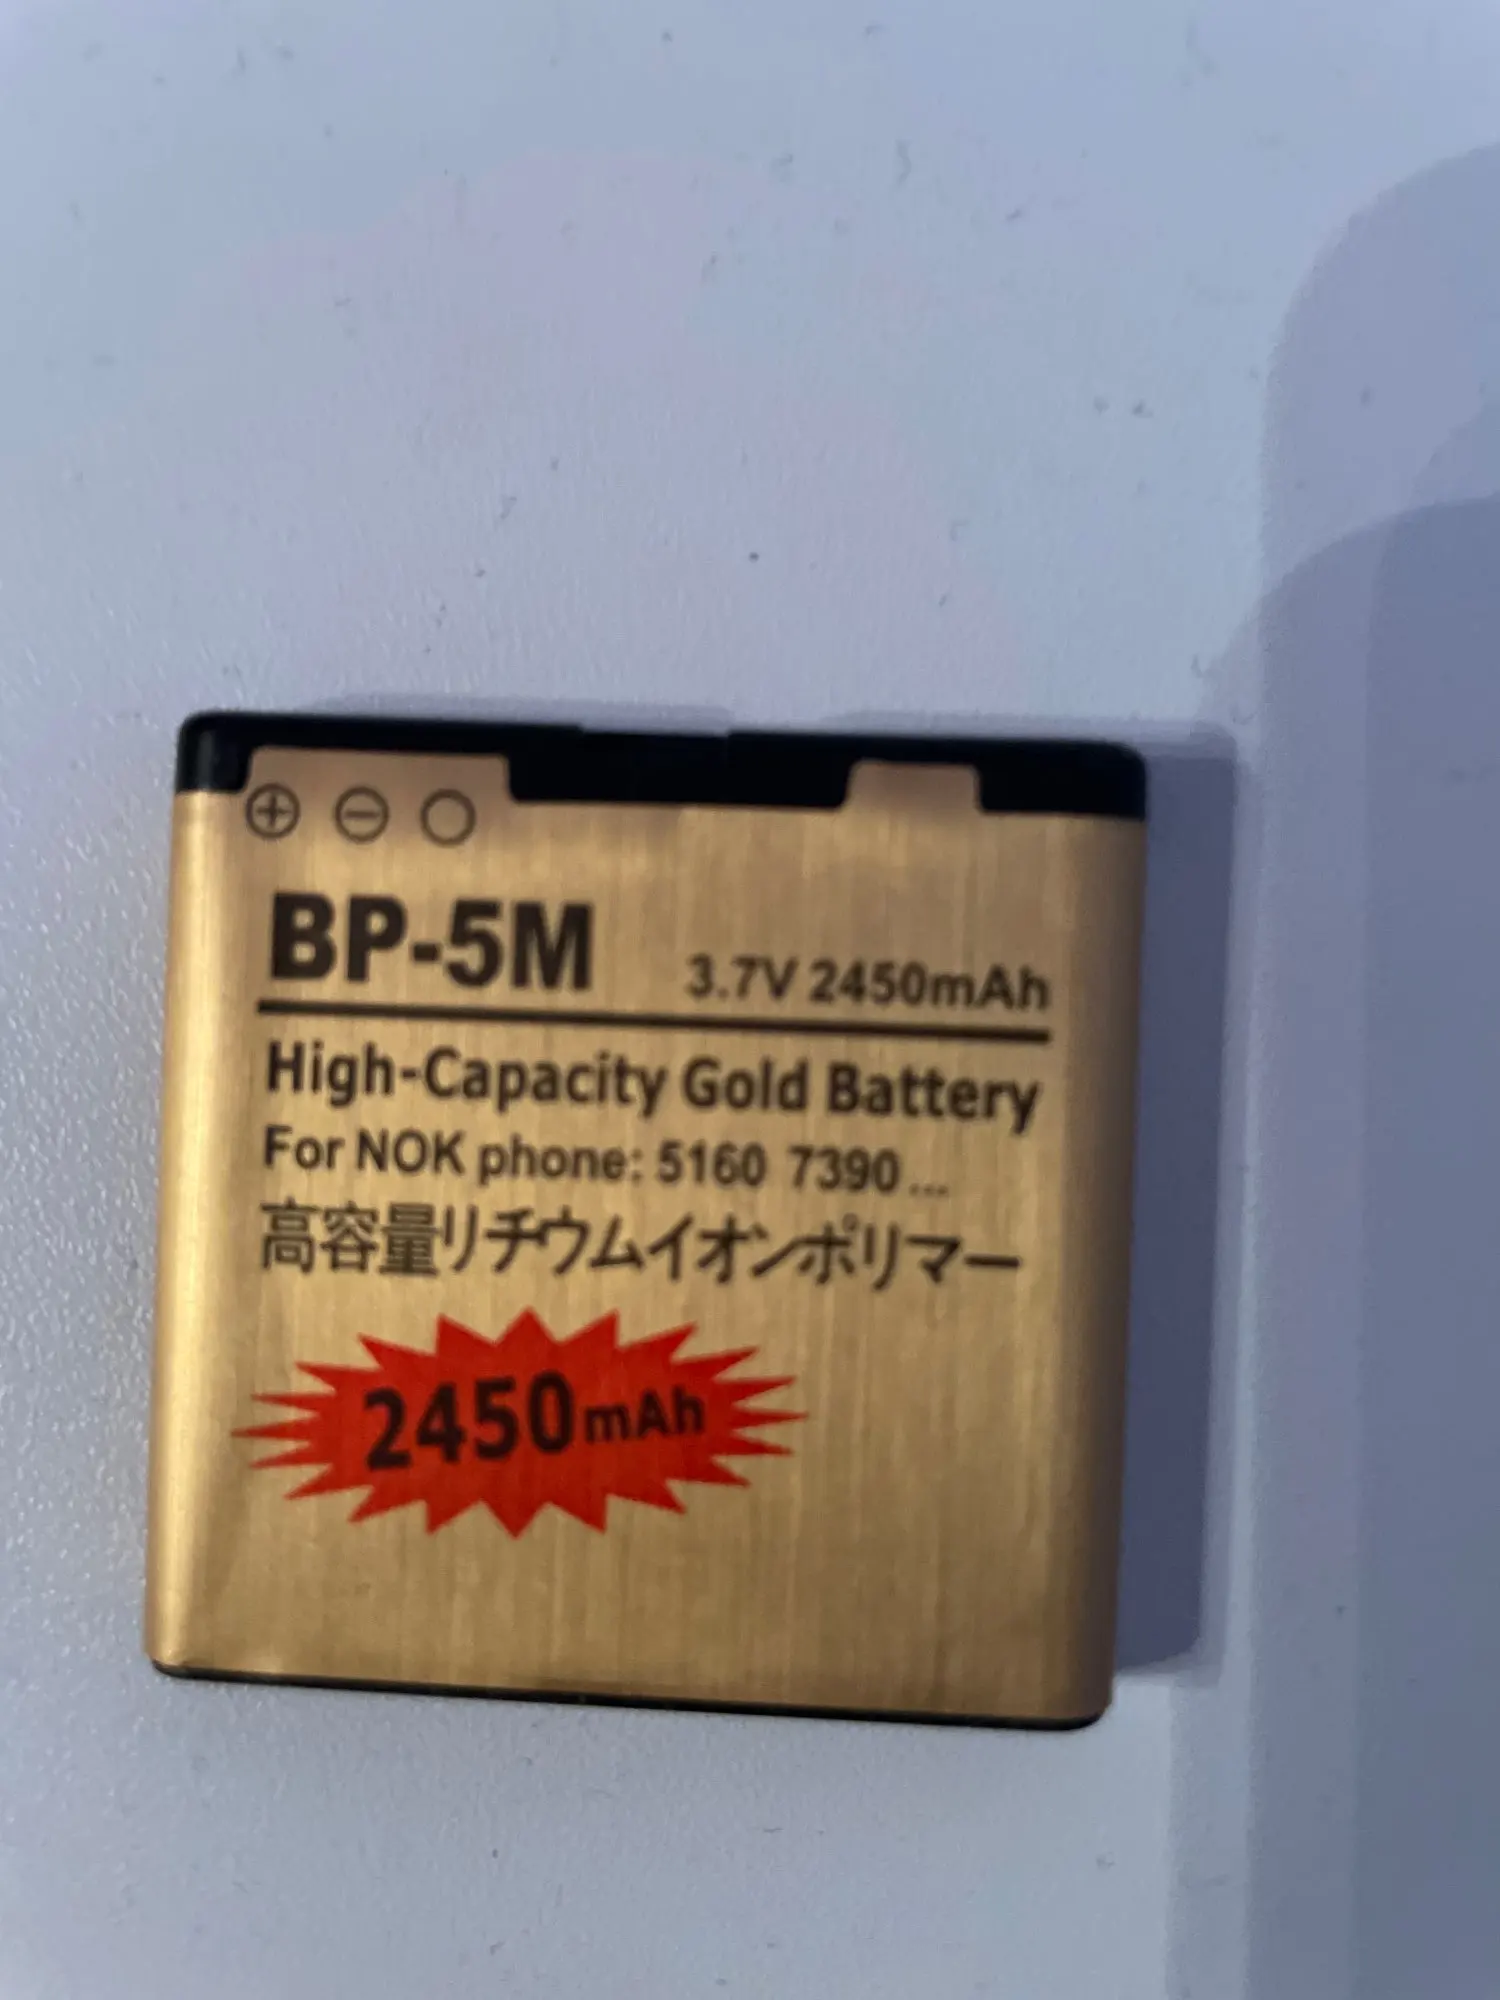 ⊕ ⊖ ○
BP-5M 3.7V 2450mAh
High-Capacity Gold Battery
For NOK phone: 5160 7390...
高容量リチウムイオンポリマー
2450mAh